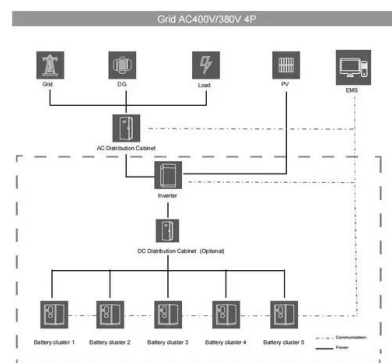 Grid AC400V/380V 4P
Grid
DG
Load
PV
EMS
AC Distribution Cabinet
Inverter
DC Distribution Cabinet (Optional)
Battery cluster 1
Battery cluster 2
Battery cluster 3
Battery cluster 4
Battery cluster 5
Communication
Power